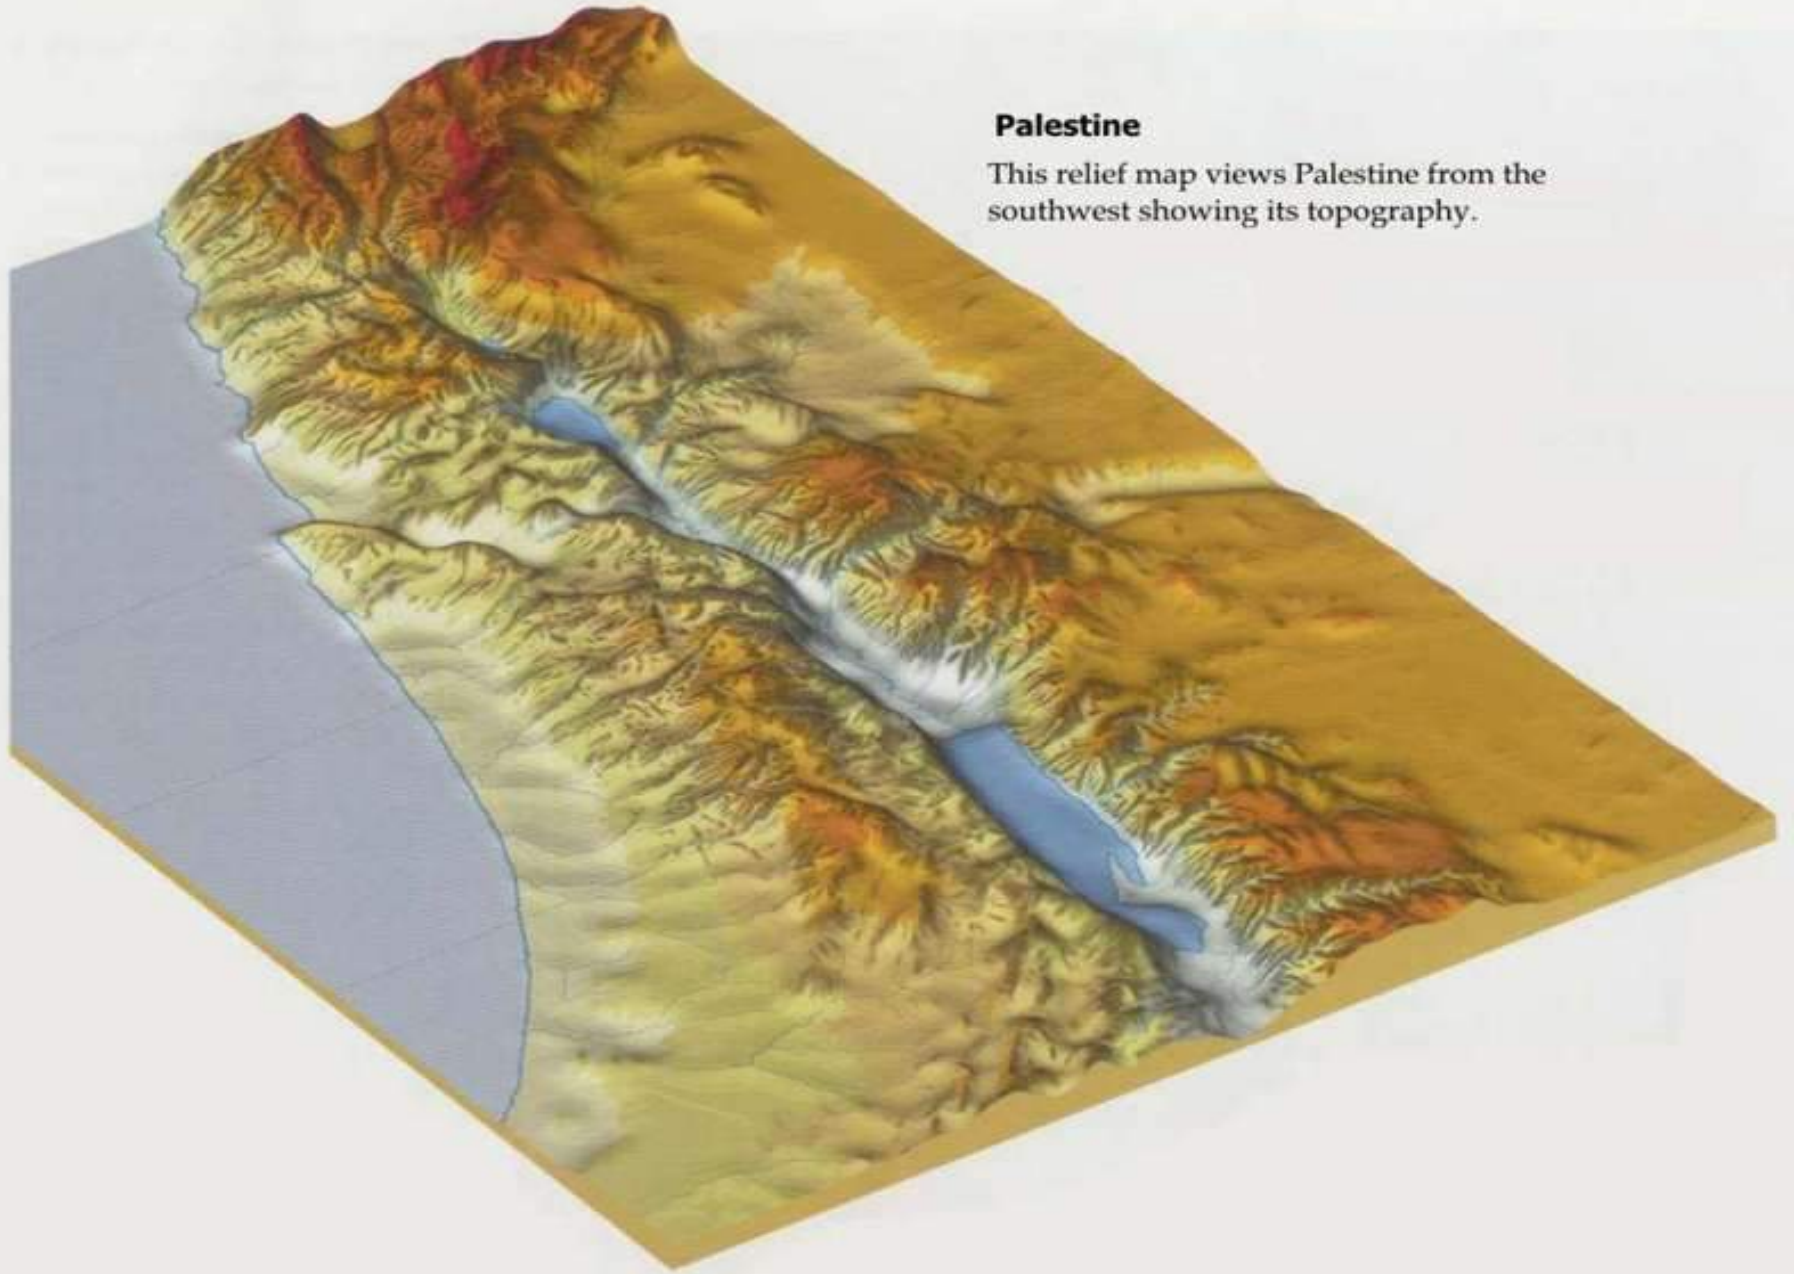 Palestine
This relief map views Palestine from the
southwest showing its topography.